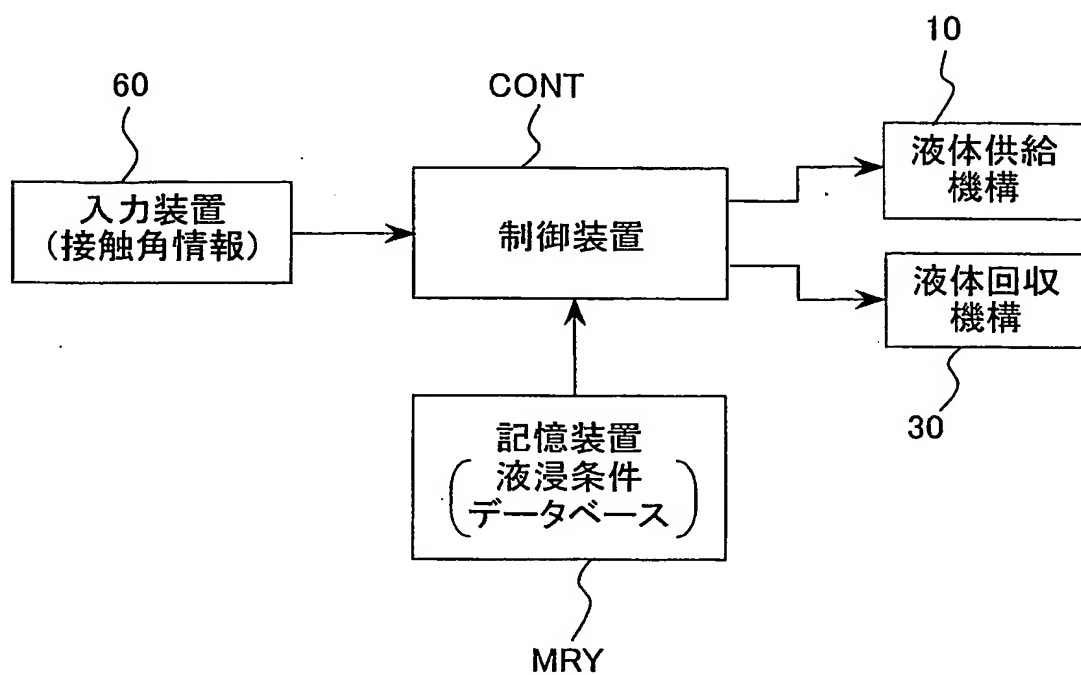 60
CONT
10
入力装置
(接触角情報)
制御装置
液体供給
機構
液体回収
機構
30
記憶装置
液浸条件
データベース
MRY